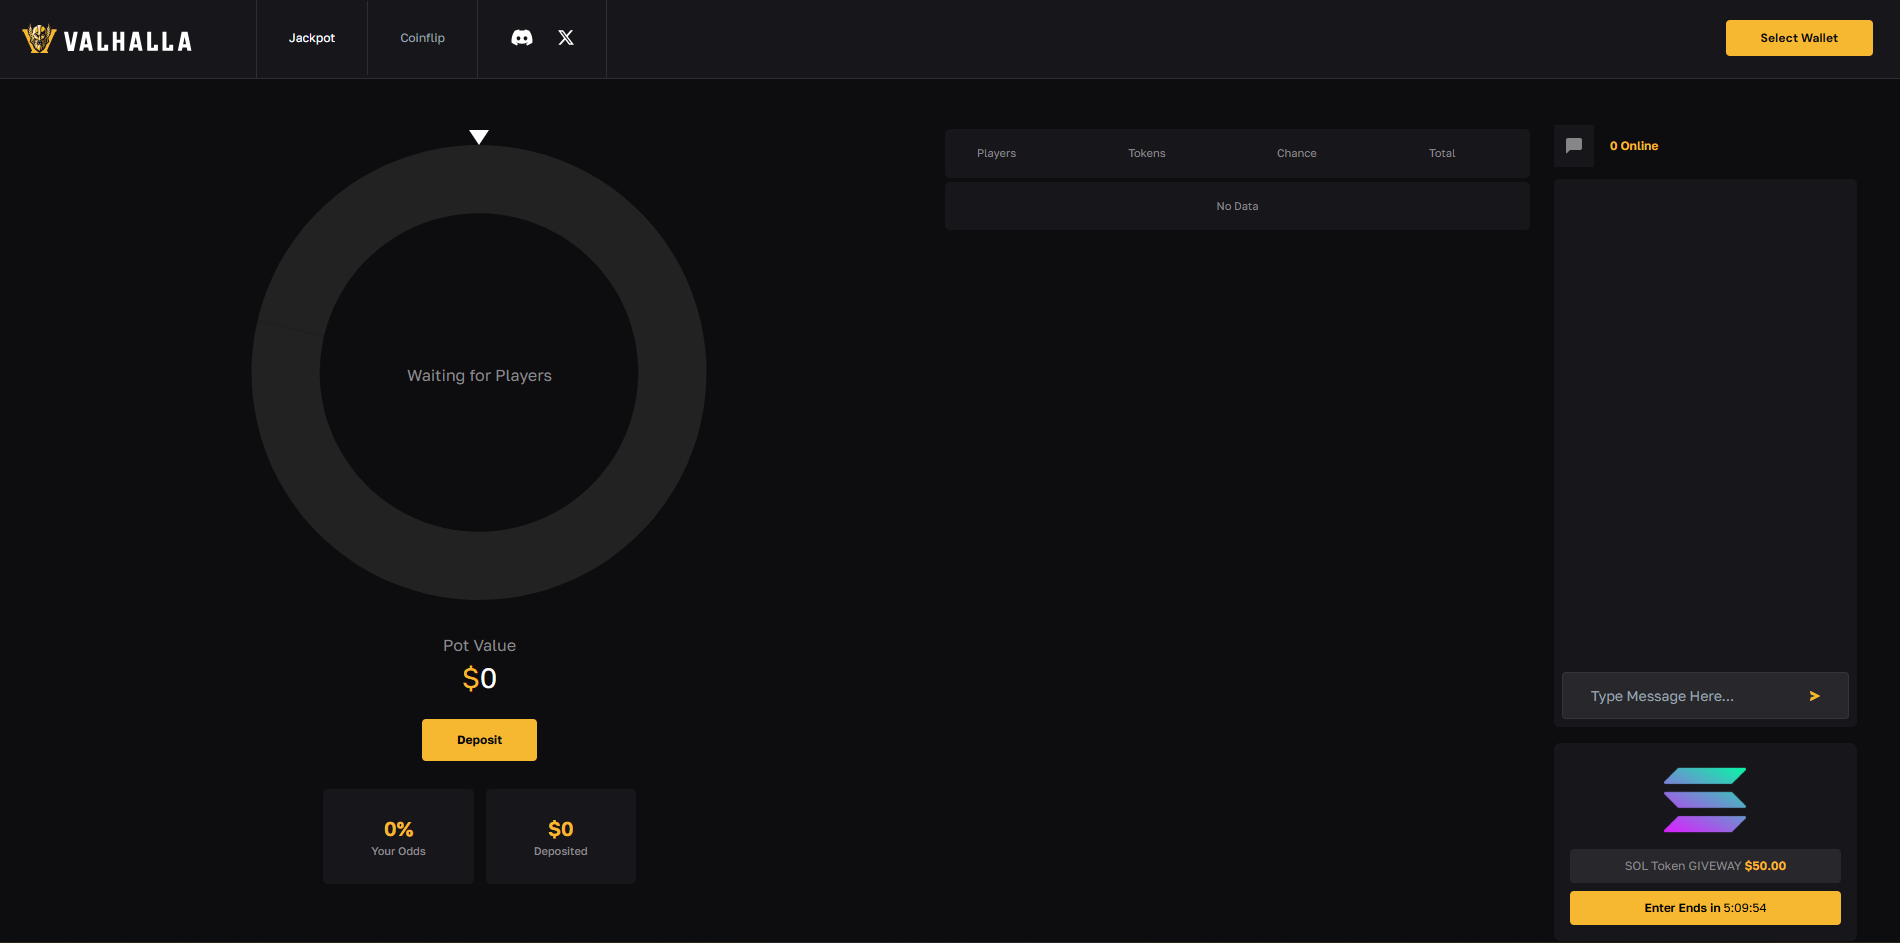 VALHALLA
Jackpot
Coinflip
Select Wallet
Waiting for Players
Pot Value
$0
Deposit
0%
Your Odds
$0
Deposited
Players Tokens Chance Total
No Data
0 Online
Type Message Here...
SOL Token GIVEWAY $50.00
Enter Ends in 5:09:54